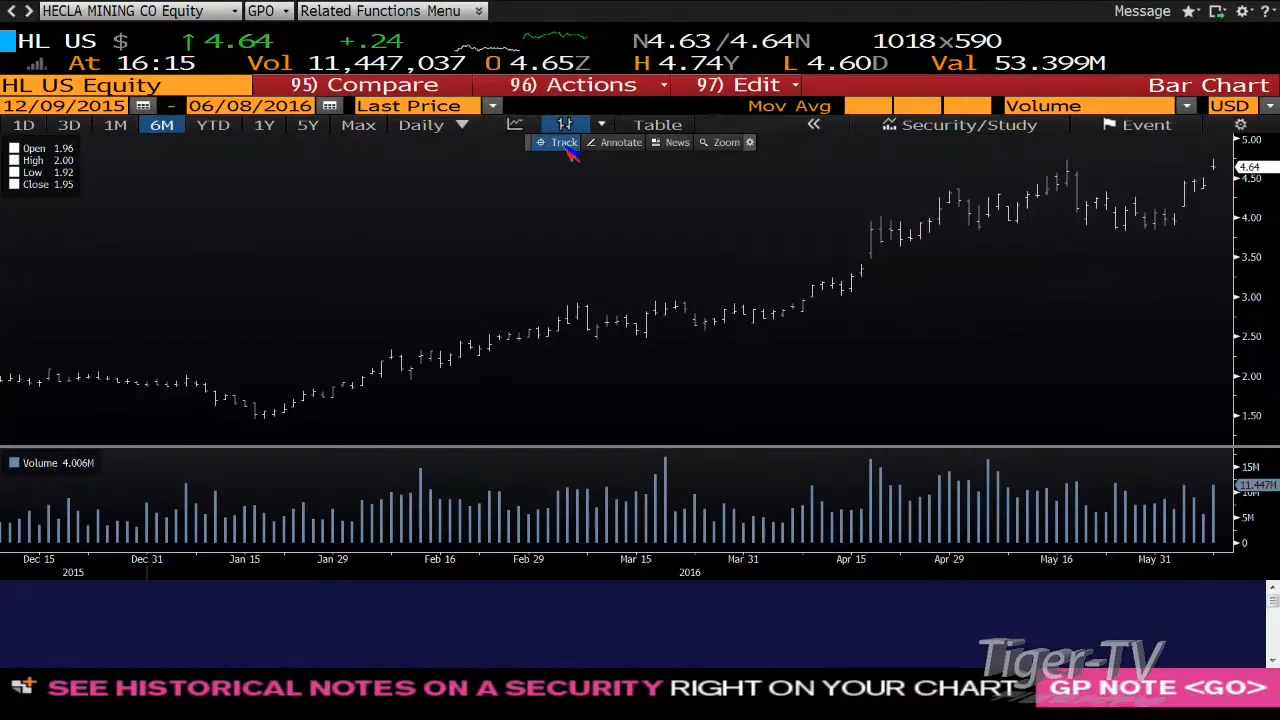 HECLA MINING CO Equity GPO Related Functions Menu Message
HL US $ ↑ 4.64 +.24 N4.63 /4.64N 1018x590
At 16:15 Vol 11,447,037 O 4.65Z H 4.74Y L 4.60D Val 53.399M
HL US Equity 95) Compare 96) Actions 97) Edit Bar Chart
12/09/2015 - 06/08/2016 Last Price Mov Avg Volume USD
1D 3D 1M 6M YTD 1Y 5Y Max Daily Table « Security/Study Event
Track Annotate News Zoom
Open 1.96
High 2.00
Low 1.92
Close 1.95
5.00
4.64
4.50
4.00
3.50
3.00
2.50
2.00
1.50
Volume 4.006M
15M
11.447M
10M
5M
0
Dec 15 Dec 31 Jan 15 Jan 29 Feb 16 Feb 29 Mar 15 Mar 31 Apr 15 Apr 29 May 16 May 31
2015 2016
Tiger-TV
SEE HISTORICAL NOTES ON A SECURITY RIGHT ON YOUR CHART GP NOTE <GO>